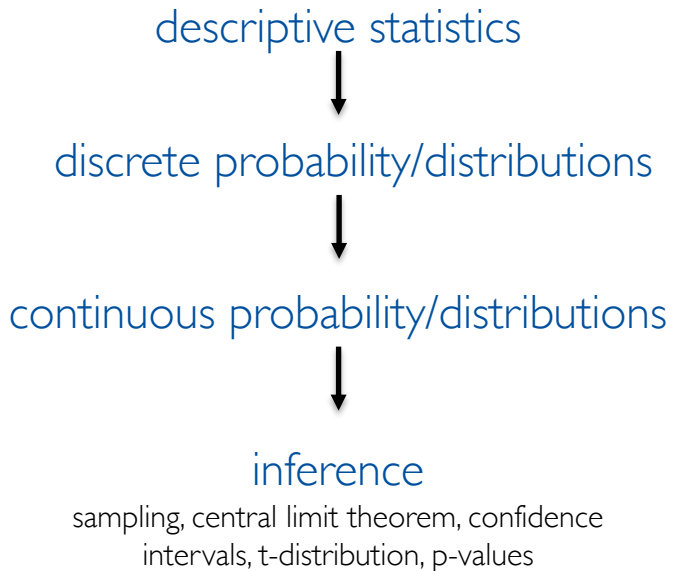 descriptive statistics
discrete probability/distributions
continuous probability/distributions
inference
sampling, central limit theorem, confidence
intervals, t-distribution, p-values